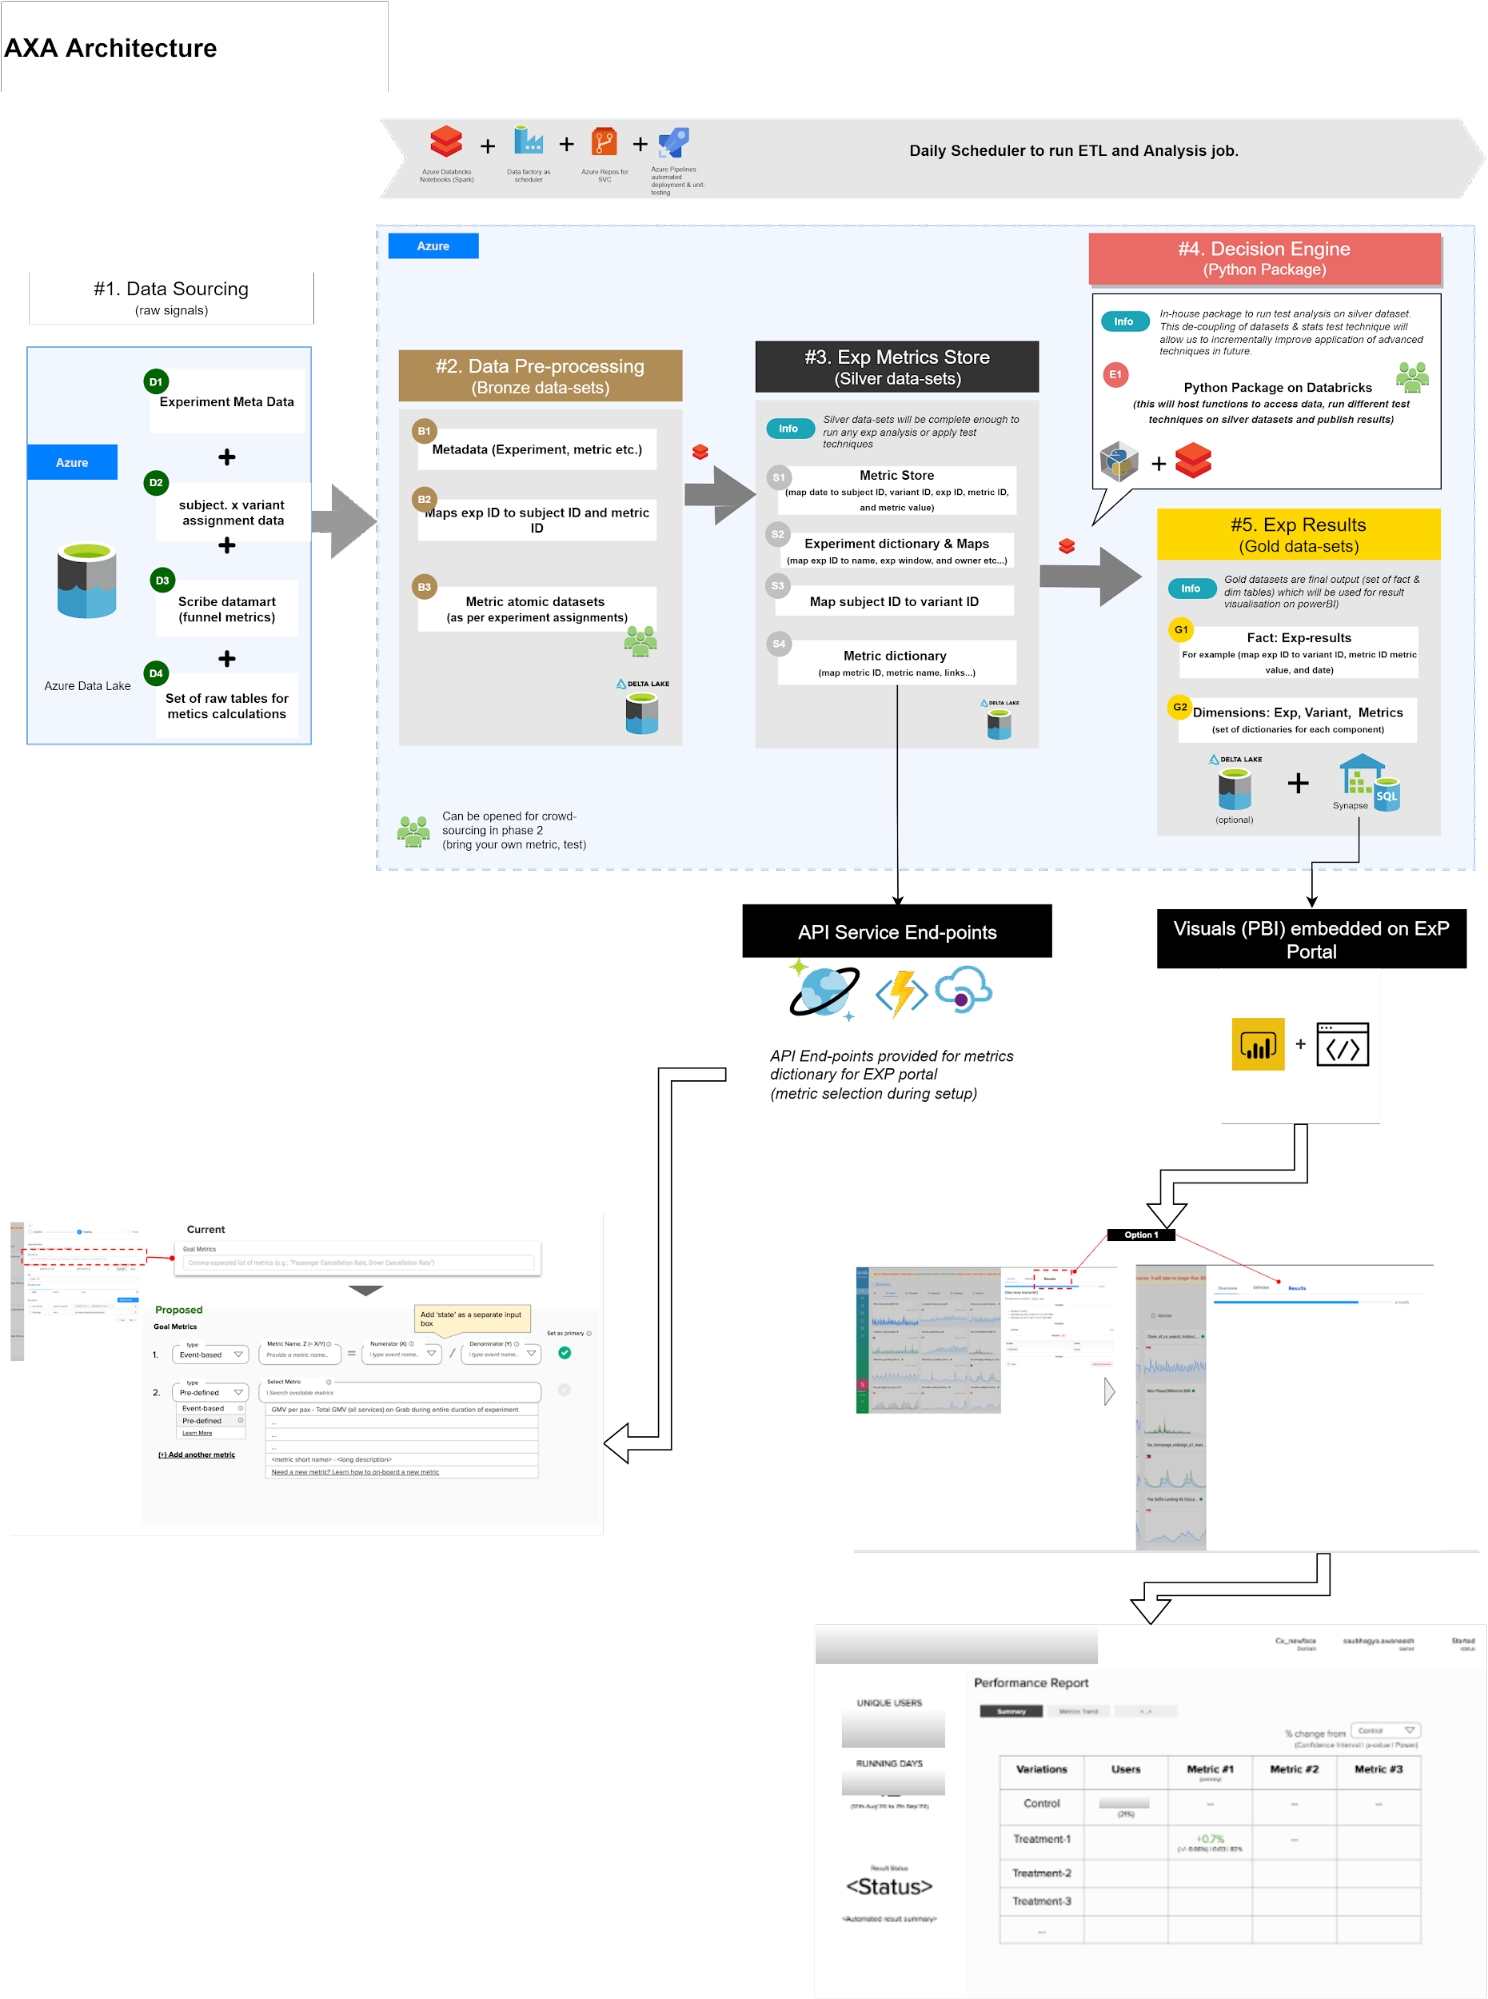 AXA Architecture
Azure Databricks
Notebooks (Spark)
Data factory as
scheduler
Azure Repos for
SVC
Azure Pipelines
automated
deployment & unit-
testing
Daily Scheduler to run ETL and Analysis job.
#1. Data Sourcing
(raw signals)
Azure
Azure Data Lake
D1
Experiment Meta Data
D2
subject. x variant
assignment data
D3
Scribe datamart
(funnel metrics)
D4
Set of raw tables for
metics calculations
Azure
#2. Data Pre-processing
(Bronze data-sets)
B1
Metadata (Experiment, metric etc.)
B2
Maps exp ID to subject ID and metric
ID
B3
Metric atomic datasets
(as per experiment assignments)
DELTA LAKE
Can be opened for crowd-
sourcing in phase 2
(bring your own metric, test)
#3. Exp Metrics Store
(Silver data-sets)
Info
Silver data-sets will be complete enough to
run any exp analysis or apply test
techniques
S1
Metric Store
(map date to subject ID, variant ID, exp ID, metric ID,
and metric value)
S2
Experiment dictionary & Maps
(map exp ID to name, exp window, and owner etc...)
S3
Map subject ID to variant ID
S4
Metric dictionary
(map metric ID, metric name, links...)
DELTA LAKE
#4. Decision Engine
(Python Package)
Info
In-house package to run test analysis on silver dataset.
This de-coupling of datasets & stats test technique will
allow us to incrementally improve application of advanced
techniques in future.
E1
Python Package on Databricks
(this will host functions to access data, run different test
techniques on silver datasets and publish results)
#5. Exp Results
(Gold data-sets)
Info
Gold datasets are final output (set of fact &
dim tables) which will be used for result
visualisation on powerBI)
G1
Fact: Exp-results
For example (map exp ID to variant ID, metric ID metric
value, and date)
G2
Dimensions: Exp, Variant, Metrics
(set of dictionaries for each component)
DELTA LAKE
(optional)
Synapse
SQL
API Service End-points
API End-points provided for metrics
dictionary for EXP portal
(metric selection during setup)
Visuals (PBI) embedded on ExP
Portal
Current
Goal Metrics
Comma-separated list of metrics (e.g.: "Passenger Cancellation Rate, Driver Cancellation Rate")
Proposed
Goal Metrics
Add 'state' as a separate input
box
Set as primary
1.
type
Event-based
Metric Name, Z (= X/Y)
Provide a metric name..
=
Numerator (X)
type event name..
/
Denominator (Y)
type event name..
2.
type
Pre-defined
Select Metric
Search available metrics
Event-based
Pre-defined
Learn More
GMV per pax - Total GMV (all services) on Grab during entire duration of experiment
...
...
...
<metric short name> - <long description>
Need a new metric? Learn how to on-board a new metric
(+) Add another metric
Option 1
Results
Overview
Definition
Results
Cx_newface
Domain
saubhagya.awaneesh
owner
Started
status
Performance Report
UNIQUE USERS
RUNNING DAYS
Summary
Metrics Trend
<...>
% change from
Control
(Confidence Interval | p-value | Power)
Variations
Users
Metric #1
(primary)
Metric #2
Metric #3
Control
(21%)
---
---
---
Treatment-1
+0.7%
---
Treatment-2
Treatment-3
...
Result Status
<Status>
<Automated result summary>